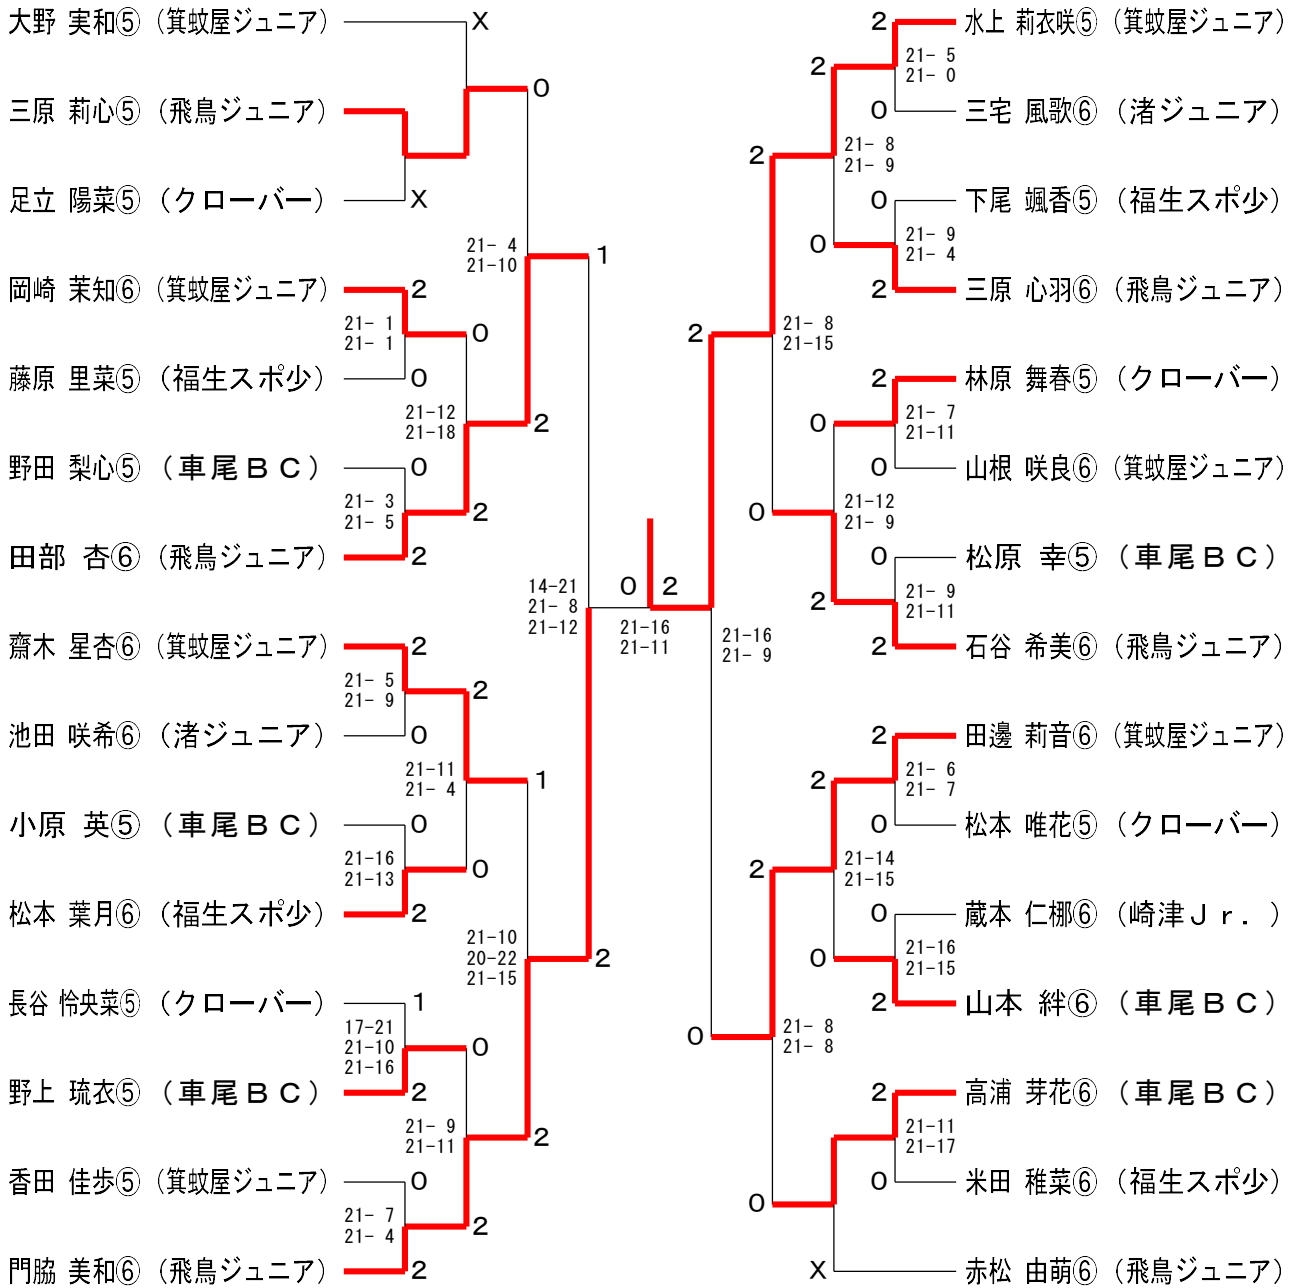 大野 実和⑤ (箕蚊屋ジュニア)
X
三原 莉心⑤ (飛鳥ジュニア)
0
足立 陽菜⑤ (クローバー)
X
21- 4
21-10
1
岡崎 茉知⑥ (箕蚊屋ジュニア)
2
21- 1
21- 1
0
藤原 里菜⑤ (福生スポ少)
0
21-12
21-18
2
野田 梨心⑤ (車尾BC)
0
21- 3
21- 5
2
田部 杏⑥ (飛鳥ジュニア)
2
14-21
21- 8
21-12
齋木 星杏⑥ (箕蚊屋ジュニア)
2
21- 5
21- 9
2
池田 咲希⑥ (渚ジュニア)
0
21-11
21- 4
1
小原 英⑤ (車尾BC)
0
21-16
21-13
0
松本 葉月⑥ (福生スポ少)
2
21-10
20-22
21-15
2
長谷 怜央菜⑤ (クローバー)
1
17-21
21-10
21-16
0
野上 琉衣⑤ (車尾BC)
2
21- 9
21-11
2
香田 佳歩⑤ (箕蚊屋ジュニア)
0
21- 7
21- 4
2
門脇 美和⑥ (飛鳥ジュニア)
2
0 2
21-16
21-11
2 水上 莉衣咲⑤ (箕蚊屋ジュニア)
21- 5
21- 0
2
0 三宅 風歌⑥ (渚ジュニア)
21- 8
21- 9
2
0 下尾 颯香⑤ (福生スポ少)
21- 9
21- 4
0
2 三原 心羽⑥ (飛鳥ジュニア)
21- 8
21-15
2
2 林原 舞春⑤ (クローバー)
21- 7
21-11
0
0 山根 咲良⑥ (箕蚊屋ジュニア)
21-12
21- 9
0
0 松原 幸⑤ (車尾BC)
21- 9
21-11
2
2 石谷 希美⑥ (飛鳥ジュニア)
21-16
21- 9
2 田邊 莉音⑥ (箕蚊屋ジュニア)
21- 6
21- 7
2
0 松本 唯花⑤ (クローバー)
21-14
21-15
2
0 蔵本 仁梛⑥ (崎津Jr.)
21-16
21-15
0
2 山本 絆⑥ (車尾BC)
21- 8
21- 8
0
2 高浦 芽花⑥ (車尾BC)
21-11
21-17
0 米田 稚菜⑥ (福生スポ少)
0
X 赤松 由萌⑥ (飛鳥ジュニア)